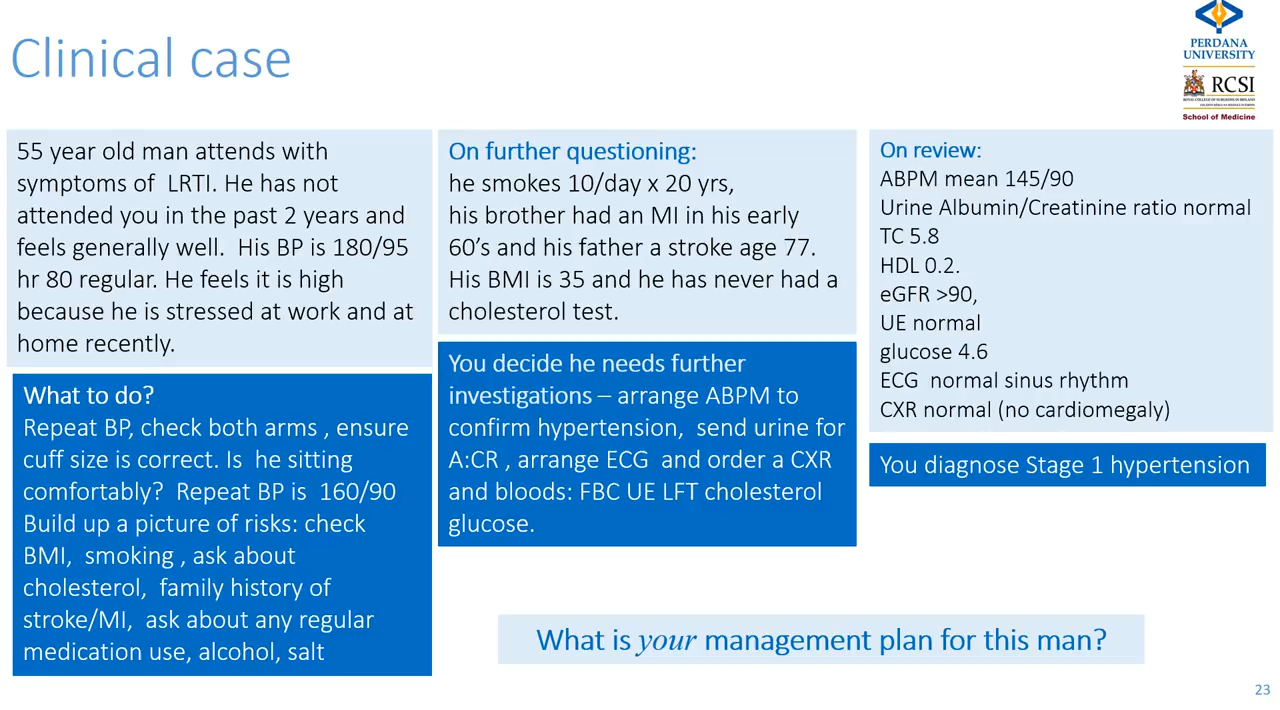 Clinical case
PERDANA
UNIVERSITY
RCSI
ROYAL COLLEGE OF SURGEONS IN IRELAND
School of Medicine
55 year old man attends with
symptoms of LRTI. He has not
attended you in the past 2 years and
feels generally well. His BP is 180/95
hr 80 regular. He feels it is high
because he is stressed at work and at
home recently.
What to do?
Repeat BP, check both arms , ensure
cuff size is correct. Is he sitting
comfortably? Repeat BP is 160/90
Build up a picture of risks: check
BMI, smoking , ask about
cholesterol, family history of
stroke/MI, ask about any regular
medication use, alcohol, salt
On further questioning:
he smokes 10/day x 20 yrs,
his brother had an MI in his early
60's and his father a stroke age 77.
His BMI is 35 and he has never had a
cholesterol test.
You decide he needs further
investigations – arrange ABPM to
confirm hypertension, send urine for
A:CR , arrange ECG and order a CXR
and bloods: FBC UE LFT cholesterol
glucose.
On review:
ABPM mean 145/90
Urine Albumin/Creatinine ratio normal
TC 5.8
HDL 0.2.
eGFR >90,
UE normal
glucose 4.6
ECG normal sinus rhythm
CXR normal (no cardiomegaly)
You diagnose Stage 1 hypertension
What is your management plan for this man?
23